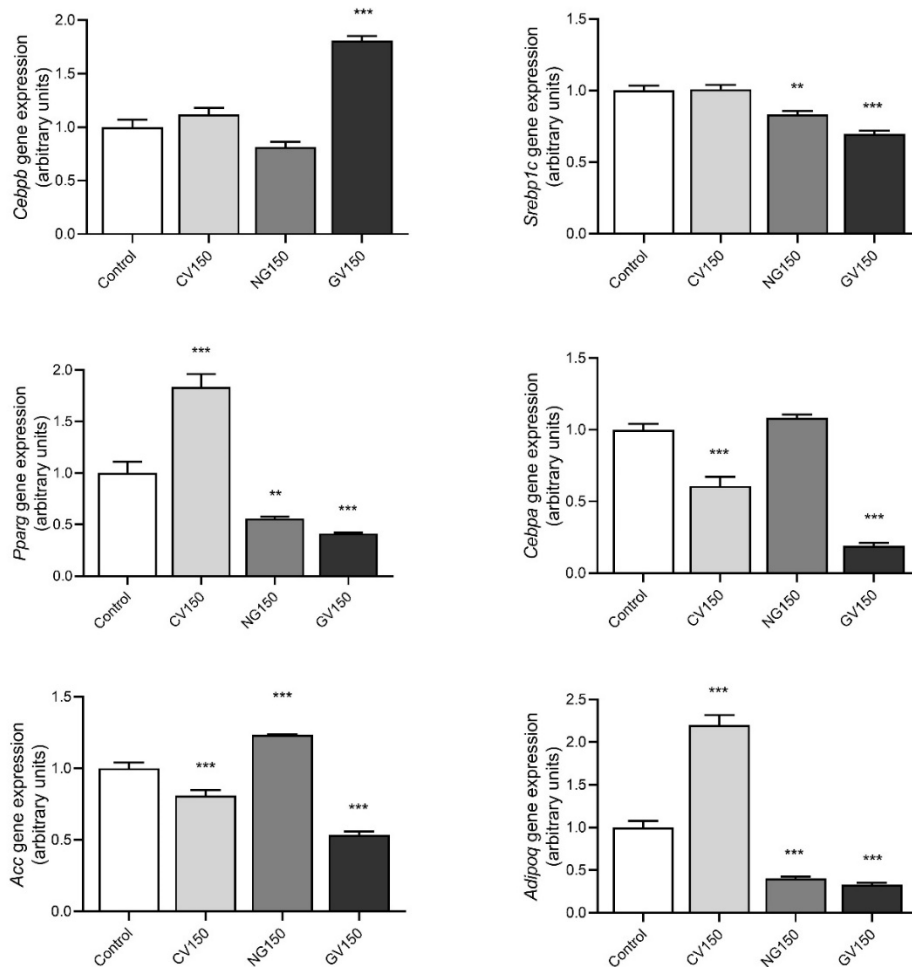 Cebpb gene expression
(arbitrary units)
2.0
1.5
1.0
0.5
0.0
***
Control
CV150
NG150
GV150
Srebp1c gene expression
(arbitrary units)
1.5
1.0
0.5
0.0
**
***
Control
CV150
NG150
GV150
Pparg gene expression
(arbitrary units)
2.0
1.5
1.0
0.5
0.0
***
**
***
Control
CV150
NG150
GV150
Cebpa gene expression
(arbitrary units)
1.5
1.0
0.5
0.0
***
***
Control
CV150
NG150
GV150
Acc gene expression
(arbitrary units)
1.5
1.0
0.5
0.0
***
***
***
Control
CV150
NG150
GV150
Adipoq gene expression
(arbitrary units)
2.5
2.0
1.5
1.0
0.5
0.0
***
***
***
Control
CV150
NG150
GV150